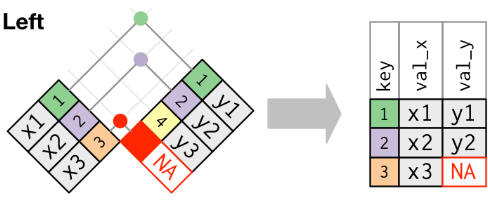 Left
1 x1
2 x2
3 x3
1 y1
2 y2
4 y3
NA
key val_x val_y
1 x1 y1
2 x2 y2
3 x3 NA